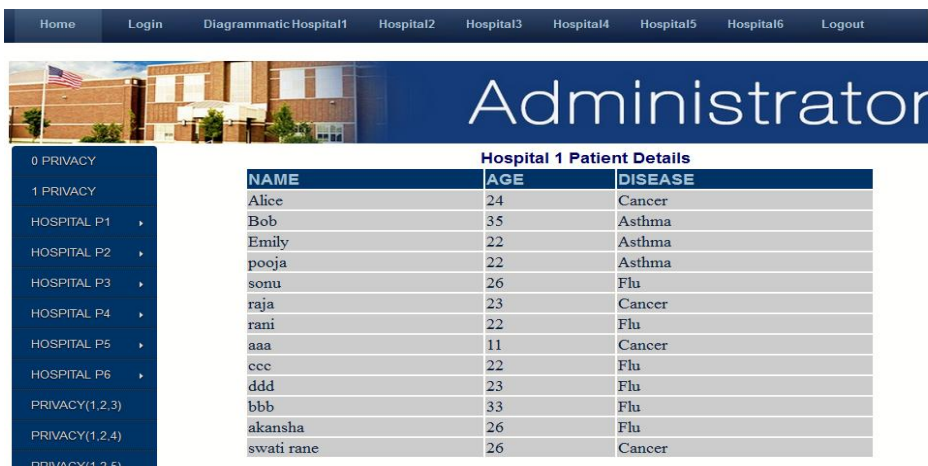 Home Login Diagrammatic Hospital1 Hospital2 Hospital3 Hospital4 Hospital5 Hospital6 Logout
Administrator
0 PRIVACY
1 PRIVACY
HOSPITAL P1
HOSPITAL P2
HOSPITAL P3
HOSPITAL P4
HOSPITAL P5
HOSPITAL P6
PRIVACY(1,2,3)
PRIVACY(1,2,4)
PRIVACY(1,2,5)
Hospital 1 Patient Details
NAME AGE DISEASE
Alice 24 Cancer
Bob 35 Asthma
Emily 22 Asthma
pooja 22 Asthma
sonu 26 Flu
raja 23 Cancer
rani 22 Flu
aaa 11 Cancer
ccc 22 Flu
ddd 23 Flu
bbb 33 Flu
akansha 26 Flu
swati rane 26 Cancer